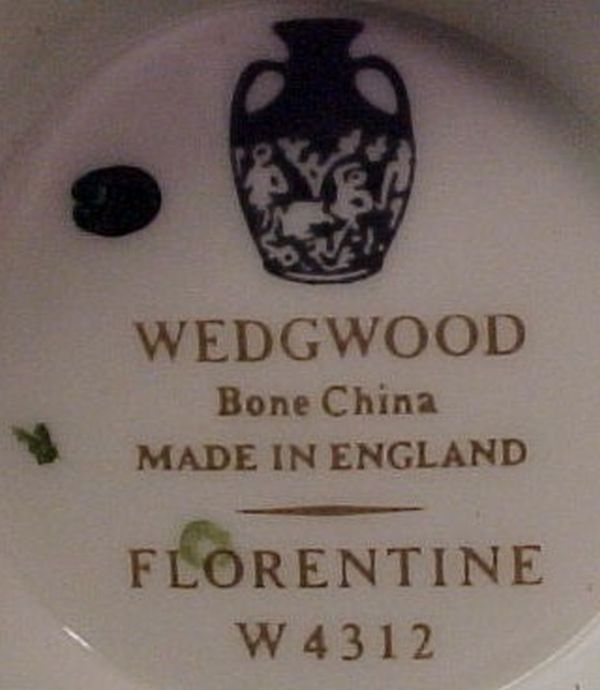 WEDGWOOD
Bone China
MADE IN ENGLAND
FLORENTINE
W 4312